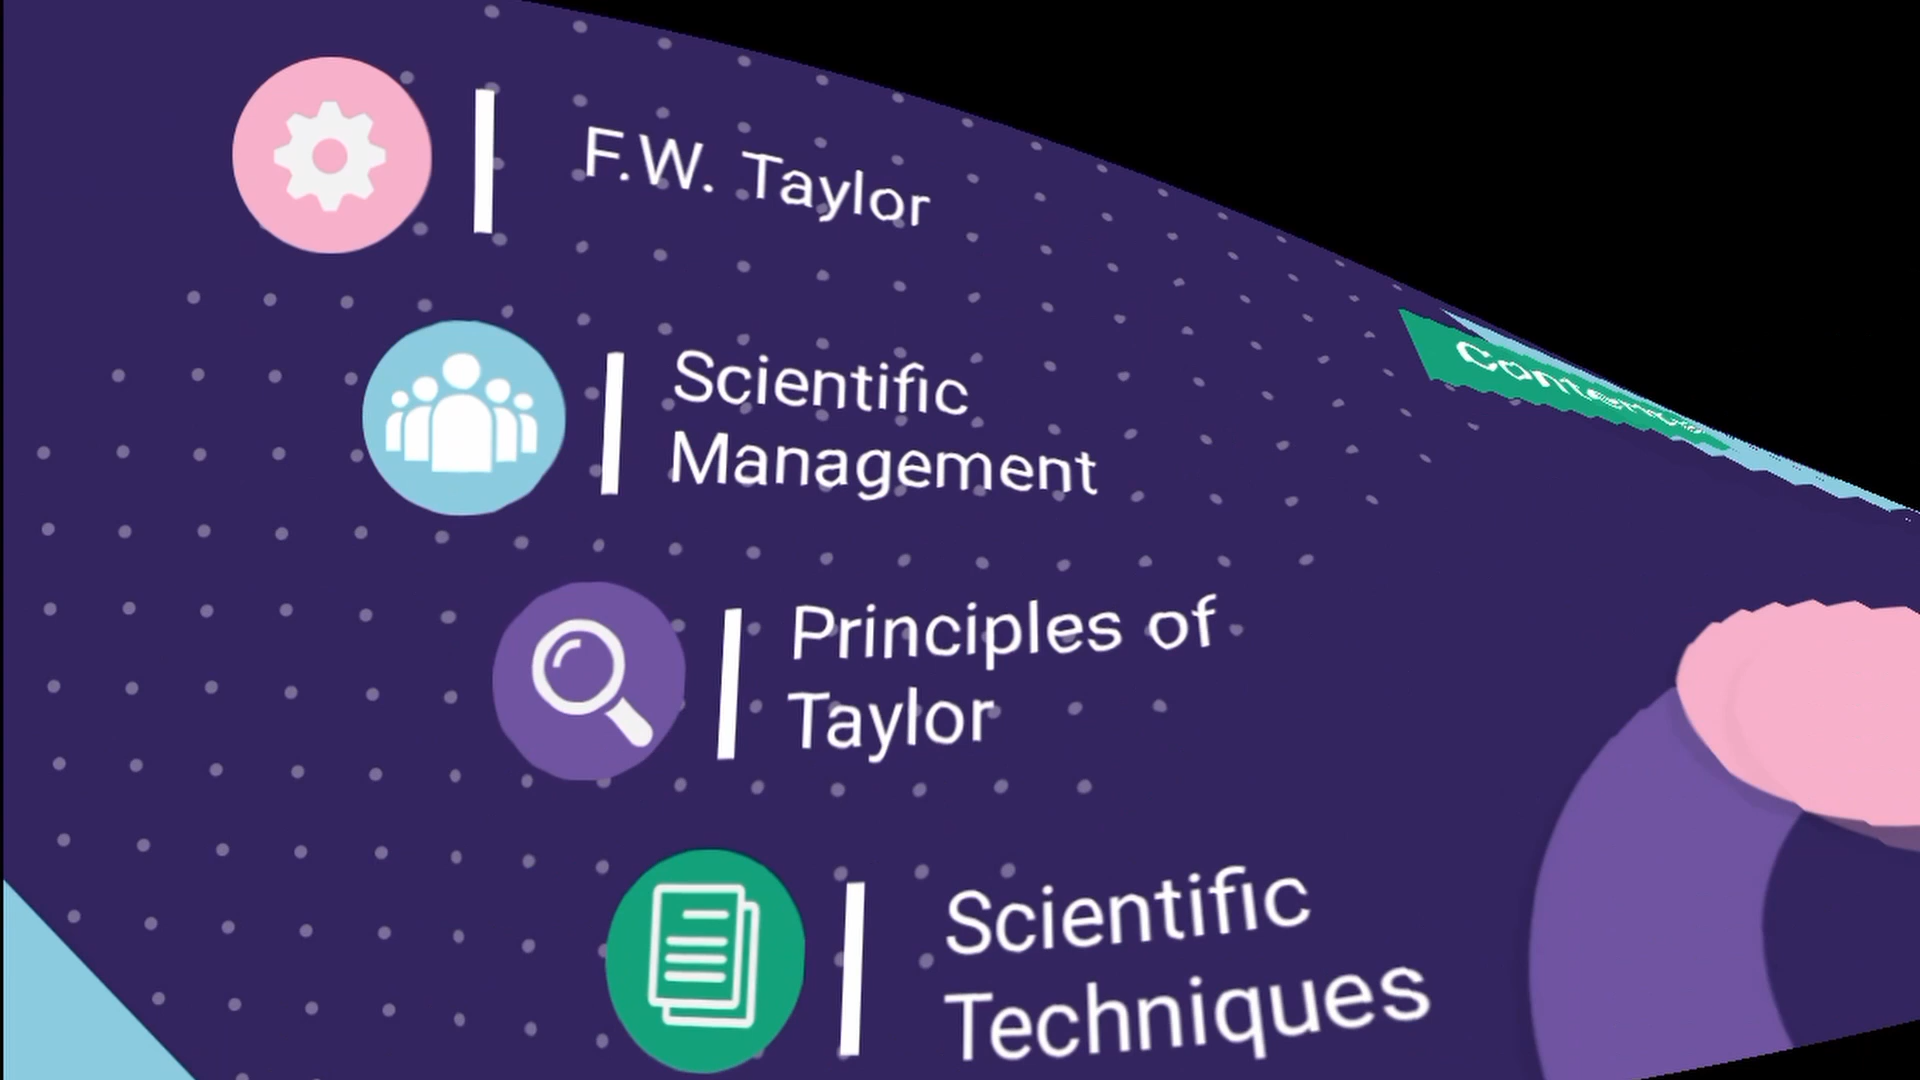 F.W. Taylor
Scientific
Management
Principles of
Taylor
Scientific
Techniques